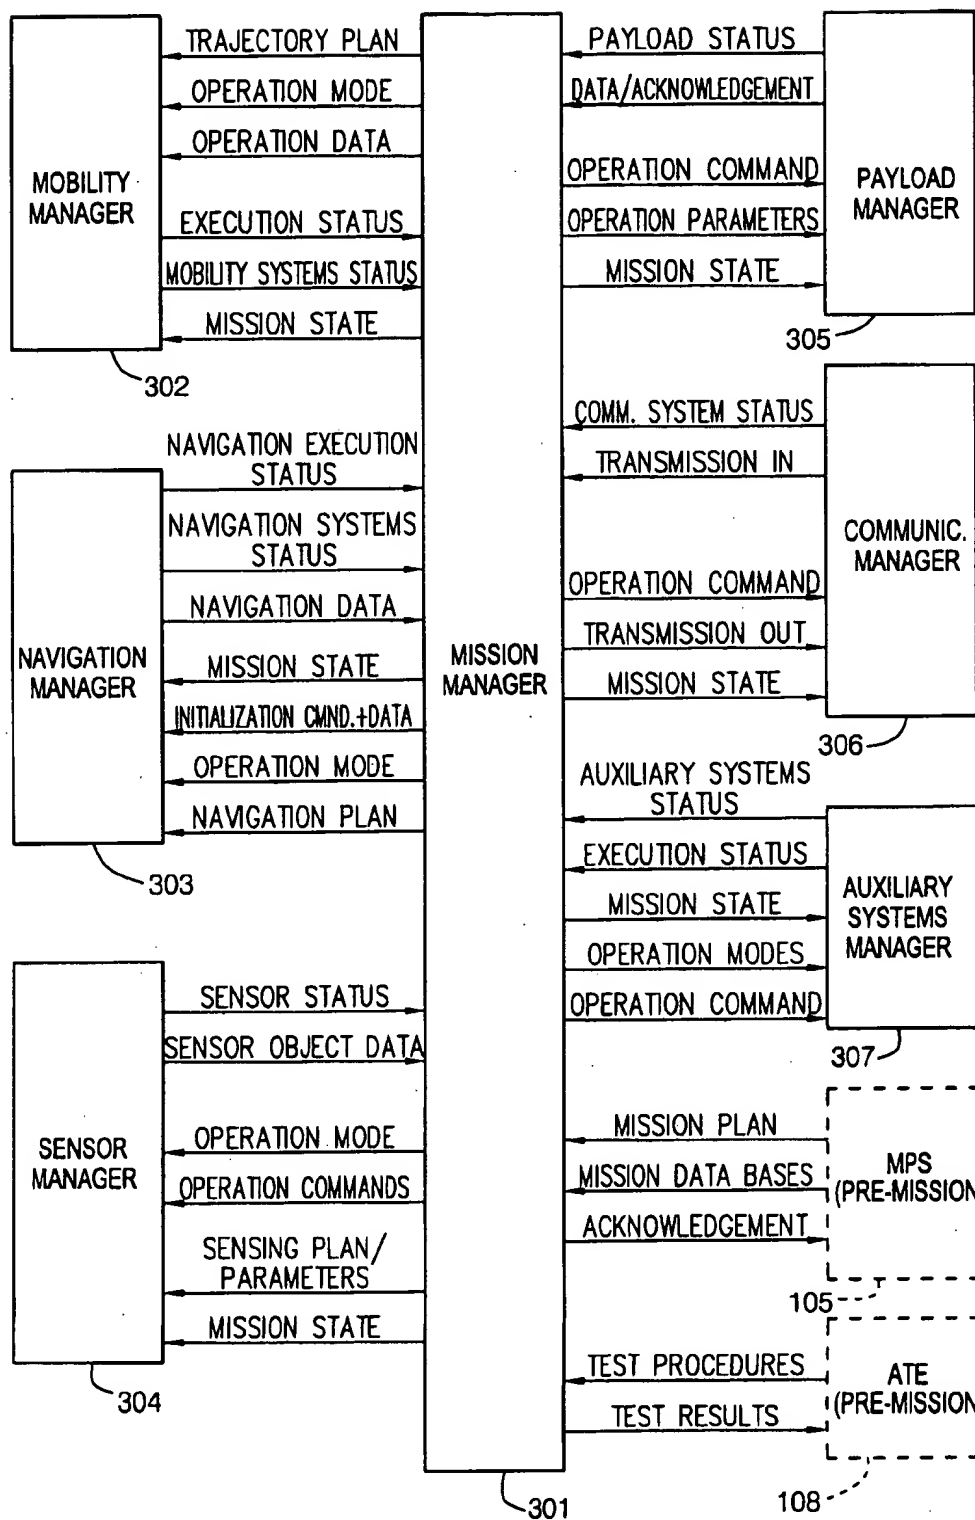 TRAJECTORY PLAN
OPERATION MODE
OPERATION DATA
MOBILITY
MANAGER
EXECUTION STATUS
MOBILITY SYSTEMS STATUS
MISSION STATE
302
NAVIGATION EXECUTION
STATUS
NAVIGATION SYSTEMS
STATUS
NAVIGATION DATA
NAVIGATION
MANAGER
MISSION STATE
INITIALIZATION CMND.+DATA
OPERATION MODE
NAVIGATION PLAN
303
SENSOR STATUS
SENSOR OBJECT DATA
SENSOR
MANAGER
OPERATION MODE
OPERATION COMMANDS
SENSING PLAN/
PARAMETERS
MISSION STATE
304
MISSION
MANAGER
301
PAYLOAD STATUS
DATA/ACKNOWLEDGEMENT
OPERATION COMMAND
OPERATION PARAMETERS
MISSION STATE
PAYLOAD
MANAGER
305
COMM. SYSTEM STATUS
TRANSMISSION IN
OPERATION COMMAND
TRANSMISSION OUT
MISSION STATE
COMMUNIC.
MANAGER
306
AUXILIARY SYSTEMS
STATUS
EXECUTION STATUS
MISSION STATE
OPERATION MODES
OPERATION COMMAND
AUXILIARY
SYSTEMS
MANAGER
307
MISSION PLAN
MISSION DATA BASES
ACKNOWLEDGEMENT
MPS
(PRE-MISSION
105
TEST PROCEDURES
TEST RESULTS
ATE
(PRE-MISSION
108